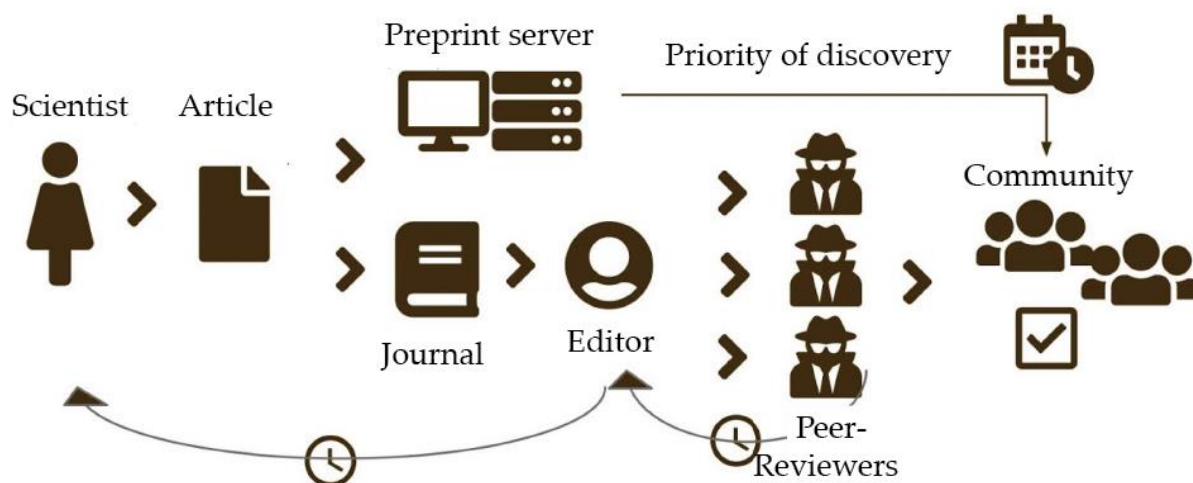 Preprint server
Priority of discovery
Scientist
Article
Community
Journal
Editor
Peer-
Reviewers